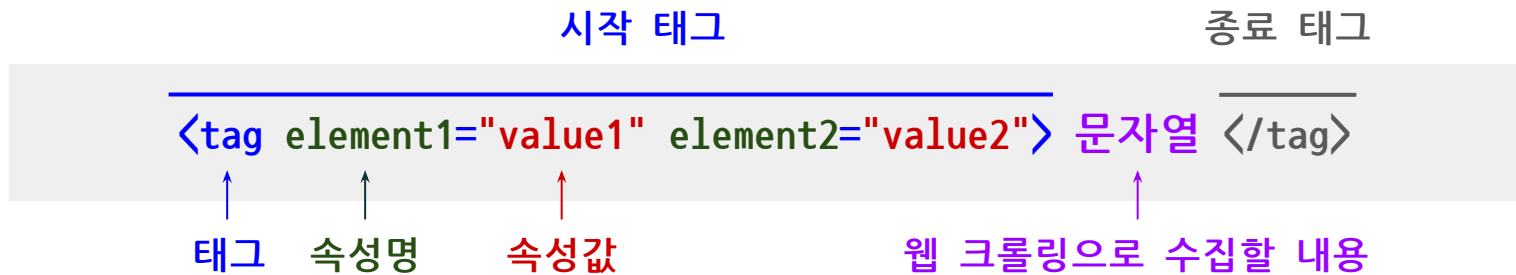 시작 태그 종료 태그
<tag element1="value1" element2="value2"> 문자열 </tag>
태그 속성명 속성값 웹 크롤링으로 수집할 내용